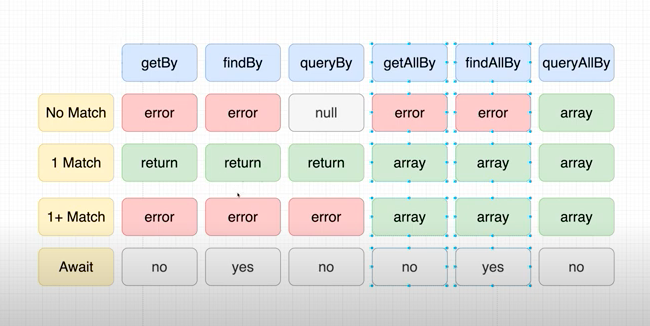 getBy findBy queryBy getAllBy findAllBy queryAllBy
No Match error error null error error array
1 Match return return return array array array
1+ Match error error error array array array
Await no yes no no yes no